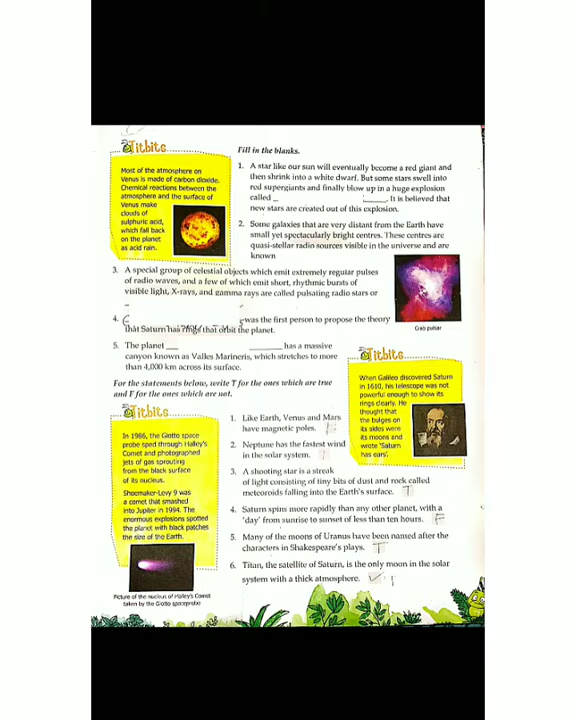 Titbits
Most of the atmosphere on
Venus is made of carbon dioxide.
Chemical reactions between the
atmosphere and the surface of
Venus make
clouds of
sulphuric acid,
which fall back
on the planet
as acid rain.
Fill in the blanks.
1. A star like our sun will eventually become a red giant and
then shrink into a white dwarf. But some stars swell into
red supergiants and finally blow up in a huge explosion
called _ _____. It is believed that
new stars are created out of this explosion.
2. Some galaxies that are very distant from the Earth have
small yet spectacularly bright centres. These centres are
quasi-stellar radio sources visible in the universe and are
known
3. A special group of celestial objects which emit extremely regular pulses
of radio waves, and a few of which emit short, rhythmic bursts of
visible light, X-rays, and gamma rays are called pulsating radio stars or
Crab pulsar
4. was the first person to propose the theory
that Saturn has rings that orbit the planet.
5. The planet __ ________ has a massive
canyon known as Valles Marineris, which stretches to more
than 4,000 km across its surface.
Titbits
When Galileo discovered Saturn
in 1610, his telescope was not
powerful enough to show its
rings clearly. He
thought that
the bulges on
its sides were
its moons and
wrote 'Saturn
has ears'.
For the statements below, write T for the ones which are true
and F for the ones which are not.
Titbits
In 1986, the Giotto space
probe sped through Halley's
Comet and photographed
jets of gas sprouting
from the black surface
of its nucleus.
Shoemaker-Levy 9 was
a comet that smashed
into Jupiter in 1994. The
enormous explosions spotted
the planet with black patches
the size of the Earth.
Picture of the nucleus of Halley's Comet
taken by the Giotto spaceprobe
1. Like Earth, Venus and Mars
have magnetic poles.
2. Neptune has the fastest wind
in the solar system.
3. A shooting star is a streak
of light consisting of tiny bits of dust and rock called
meteoroids falling into the Earth's surface. T
4. Saturn spins more rapidly than any other planet, with a
'day' from sunrise to sunset of less than ten hours. F
5. Many of the moons of Uranus have been named after the
characters in Shakespeare's plays. T
6. Titan, the satellite of Saturn, is the only moon in the solar
system with a thick atmosphere. T